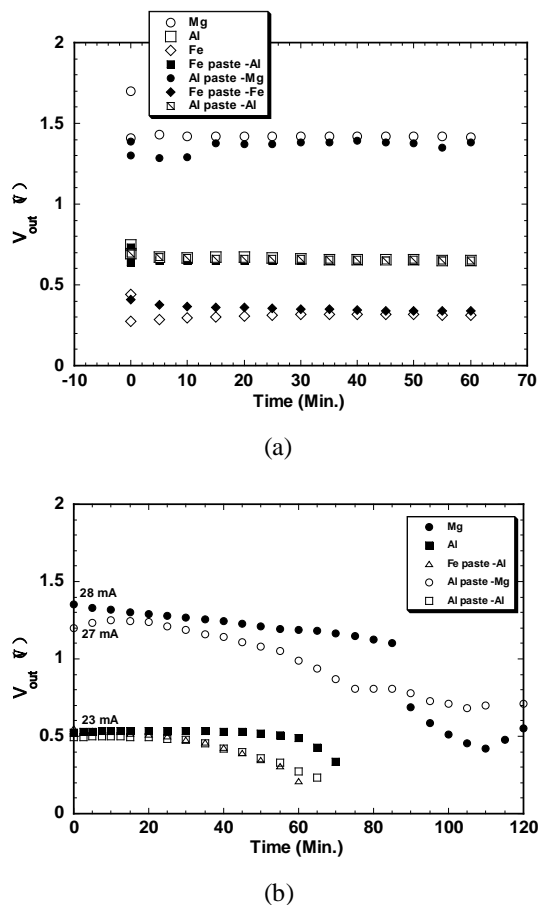 Mg
Al
Fe
Fe paste -Al
Al paste -Mg
Fe paste -Fe
Al paste -Al
2
1.5
1
0.5
0
V out (V)
-10 0 10 20 30 40 50 60 70
Time (Min.)
(a)
Mg
Al
Fe paste -Al
Al paste -Mg
Al paste -Al
2
1.5
1
0.5
0
28 mA
27 mA
23 mA
V out (V)
0 20 40 60 80 100 120
Time (Min.)
(b)